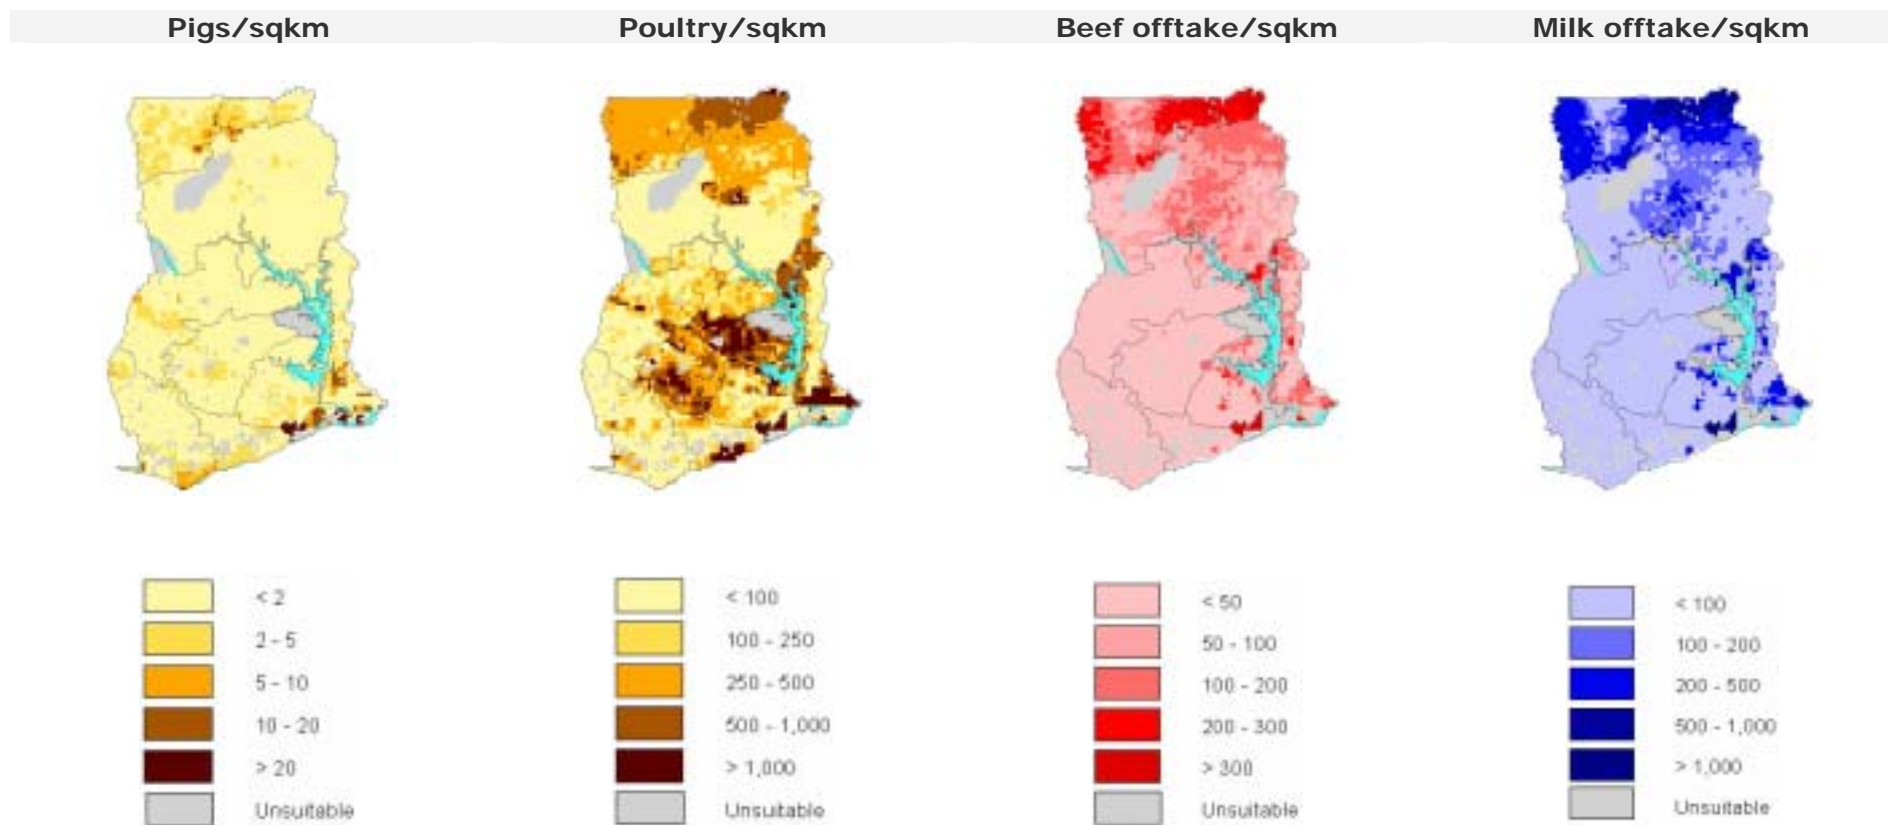 Pigs/sqkm
Poultry/sqkm
Beef offtake/sqkm
Milk offtake/sqkm
< 2
2 - 5
5 - 10
10 - 20
> 20
Unsuitable
< 100
100 - 250
250 - 500
500 - 1,000
> 1,000
Unsuitable
< 50
50 - 100
100 - 200
200 - 300
> 300
Unsuitable
< 100
100 - 200
200 - 500
500 - 1,000
> 1,000
Unsuitable